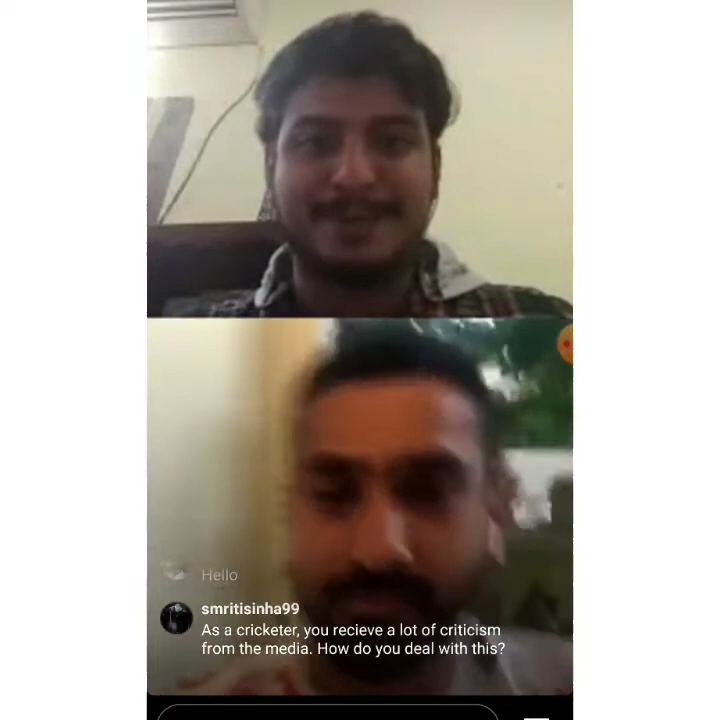 Hello
smritisinha99
As a cricketer, you recieve a lot of criticism
from the media. How do you deal with this?